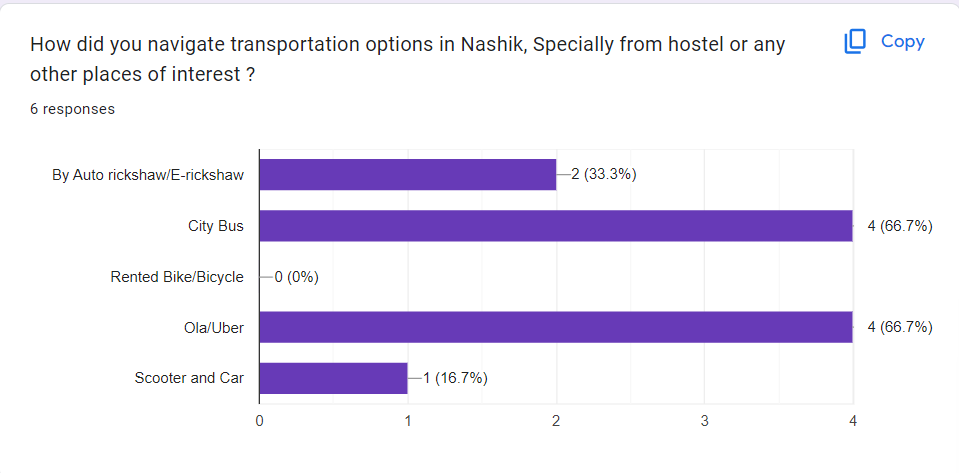 How did you navigate transportation options in Nashik, Specially from hostel or any
other places of interest ?
Copy
6 responses
By Auto rickshaw/E-rickshaw
2 (33.3%)
City Bus
4 (66.7%)
Rented Bike/Bicycle
0 (0%)
Ola/Uber
4 (66.7%)
Scooter and Car
1 (16.7%)
0 1 2 3 4